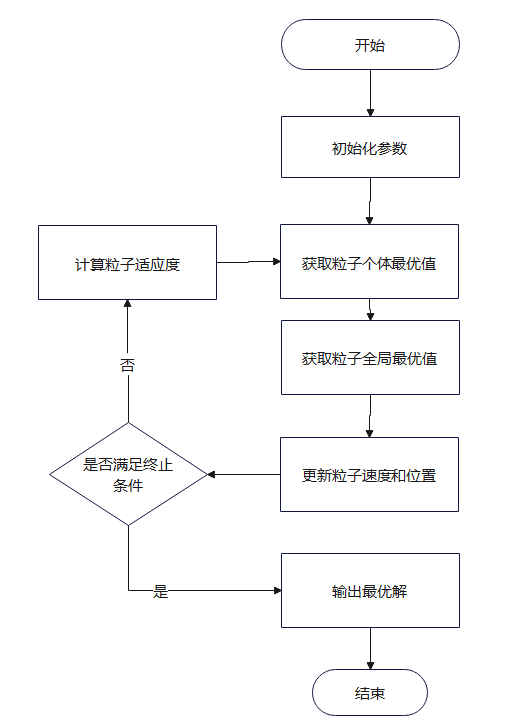 开始
初始化参数
计算粒子适应度
获取粒子个体最优值
获取粒子全局最优值
否
是否满足终止
条件
更新粒子速度和位置
是
输出最优解
结束